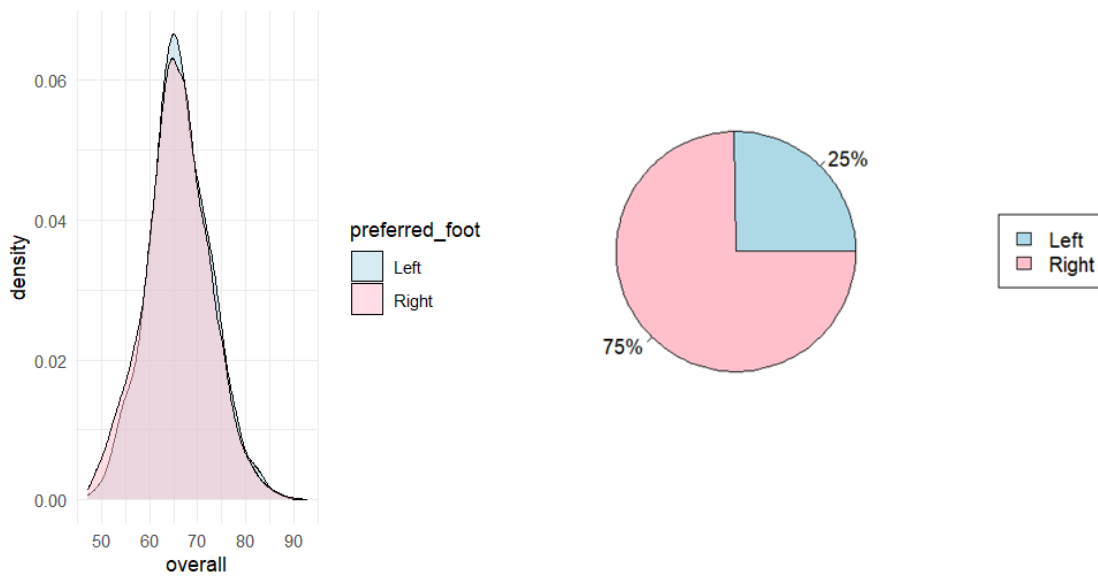 0.06
0.04
0.02
0.00
density
50 60 70 80 90
overall
preferred_foot
Left
Right
25%
75%
Left
Right